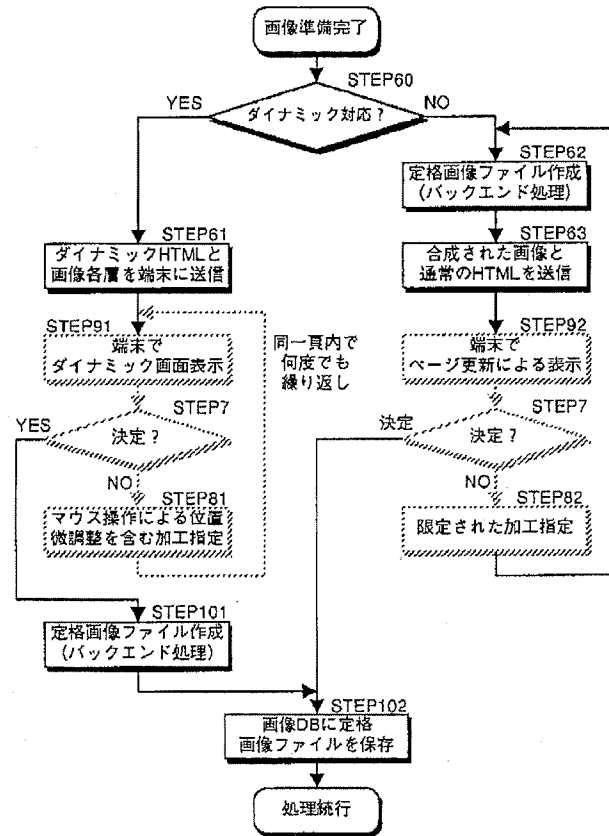 画像準備完了
STEP60
YES
ダイナミック対応？
NO
STEP62
定格画像ファイル作成
(バックエンド処理)
STEP61
ダイナミックHTMLと
画像各層を端末に送信
STEP63
合成された画像と
通常のHTMLを送信
STEP91
端末で
ダイナミック画面表示
同一頁内で
何度でも
繰り返し
STEP92
端末で
ページ更新による表示
STEP7
YES
決定？
NO
STEP7
決定
決定？
NO
STEP81
マウス操作による位置
微調整を含む加工指定
STEP82
限定された加工指定
STEP101
定格画像ファイル作成
(バックエンド処理)
STEP102
画像DBに定格
画像ファイルを保存
処理続行